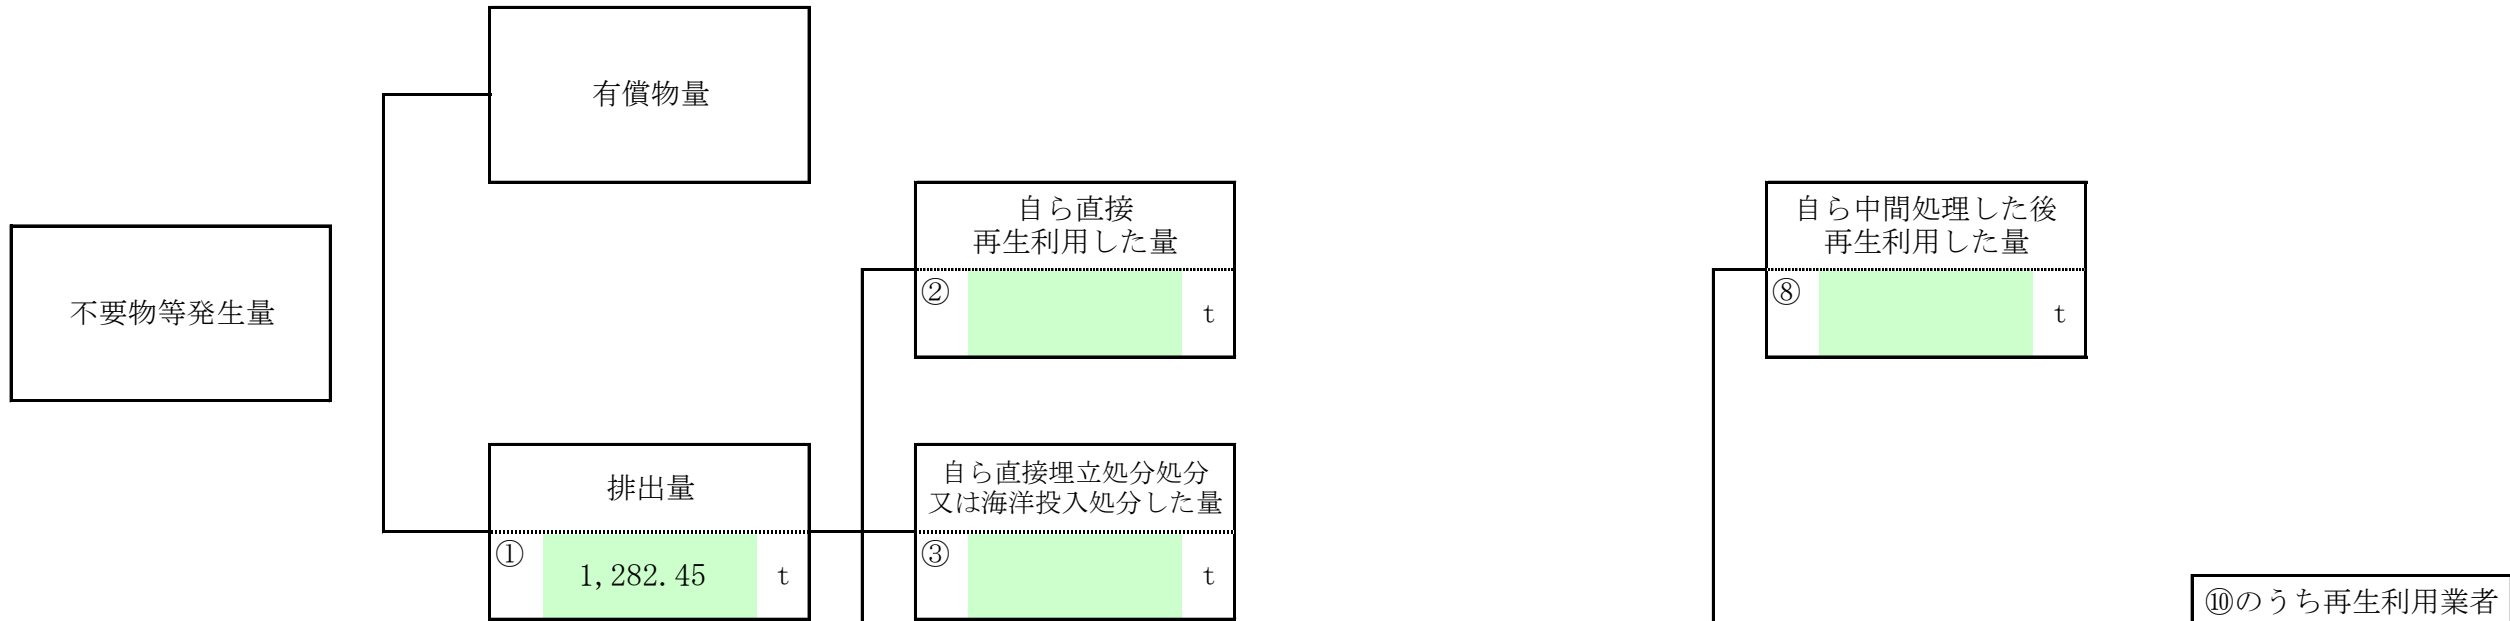 有償物量
自ら直接
再生利用した量
② t
自ら中間処理した後
再生利用した量
⑧ t
不要物等発生量
排出量
① 1,282.45 t
自ら直接埋立処分処分
又は海洋投入処分した量
③ t
⑩のうち再生利用業者